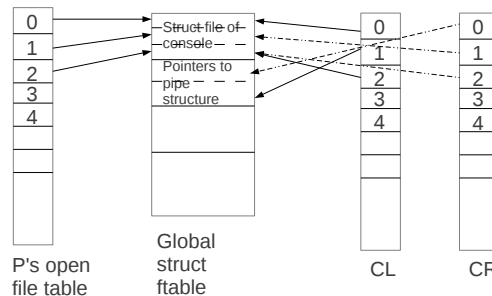 0
1
2
3
4
Struct file of
console
Pointers to
pipe
structure
0
1
2
3
4
0
1
2
3
4
P's open
file table
Global
struct
ftable
CL
CR